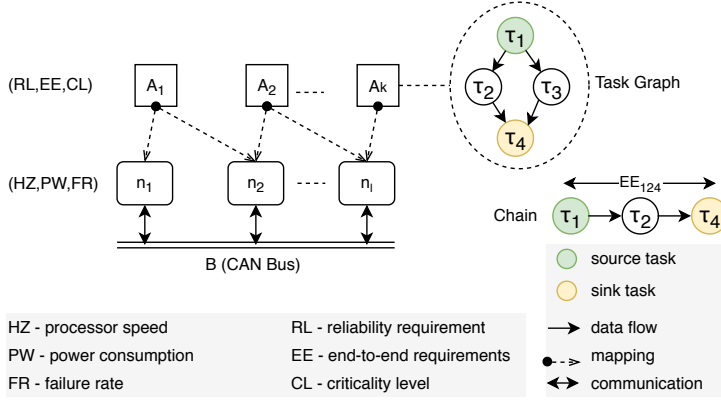 τ1
(RL,EE,CL)
A1
A2
Ak
τ2
τ3
Task Graph
τ4
(HZ,PW,FR)
n1
n2
nl
EE124
Chain
τ1
τ2
τ4
B (CAN Bus)
source task
sink task
HZ - processor speed
RL - reliability requirement
data flow
PW - power consumption
EE - end-to-end requirements
mapping
FR - failure rate
CL - criticality level
communication